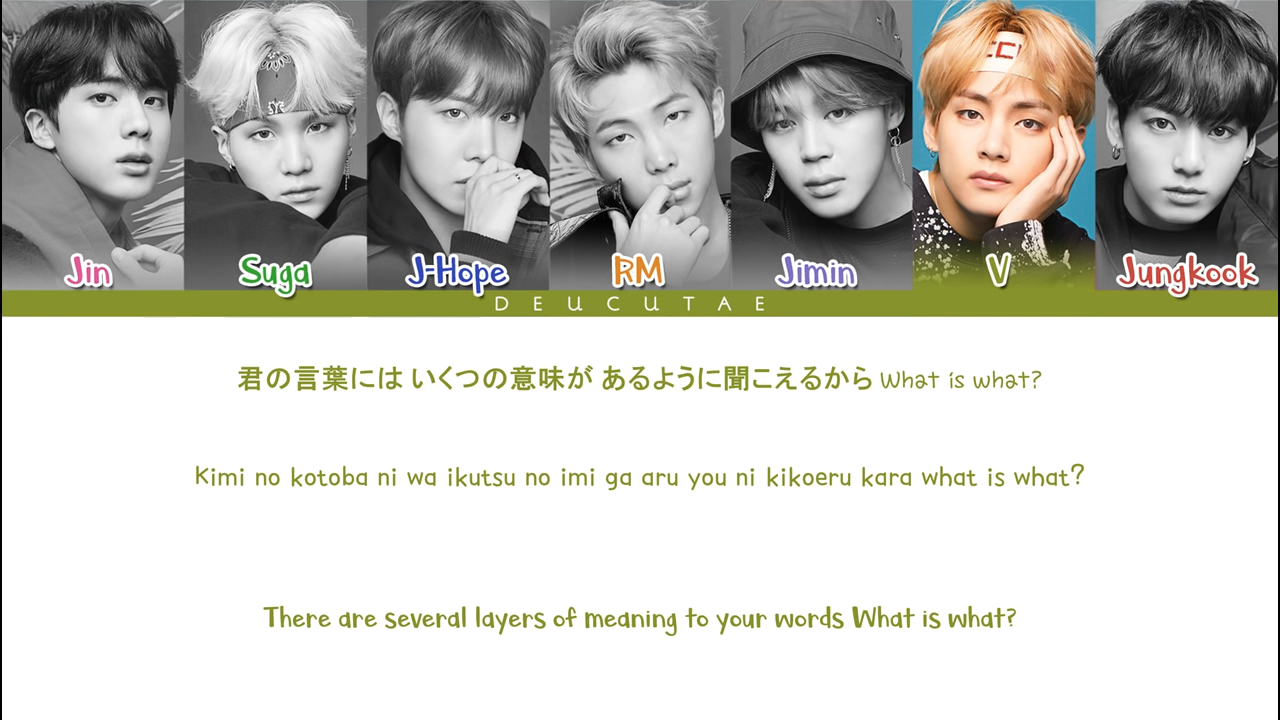 Jin Suga J-Hope RM Jimin V Jungkook
DEUCUTAE
君の言葉には いくつの意味が あるように聞こえるから What is what?
Kimi no kotoba ni wa ikutsu no imi ga aru you ni kikoeru kara what is what?
There are several layers of meaning to your words What is what?